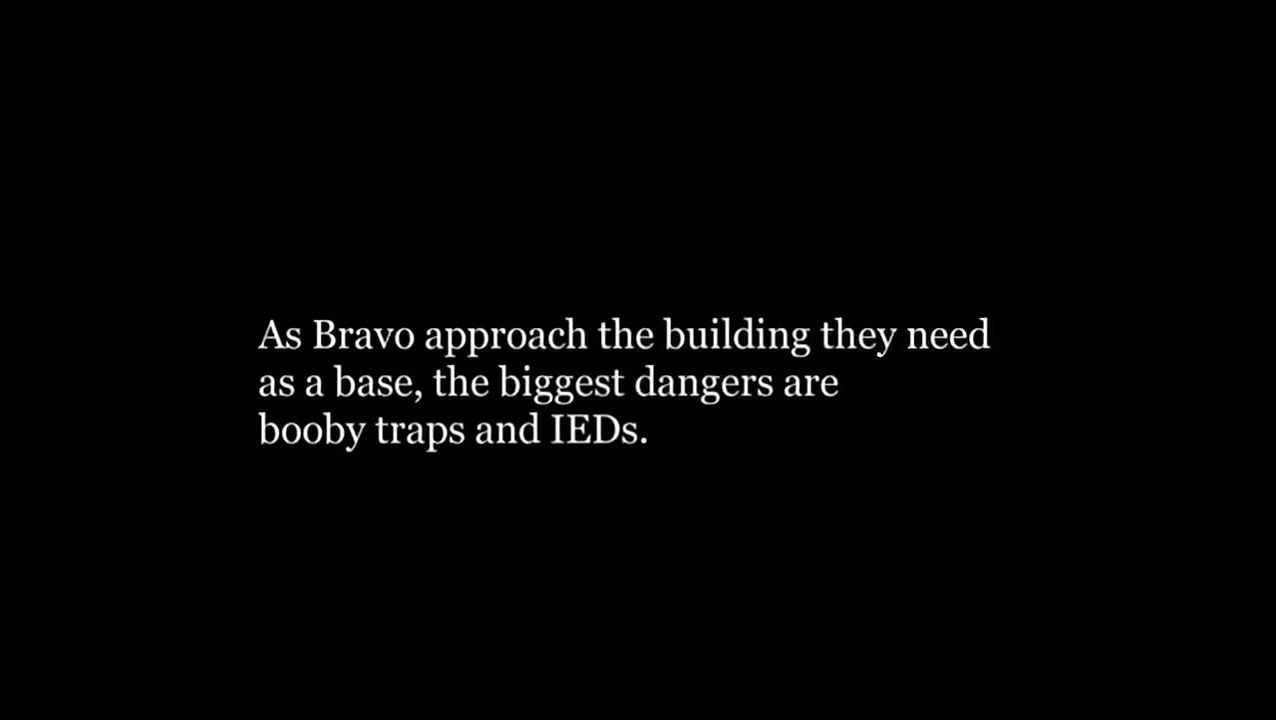 As Bravo approach the building they need
as a base, the biggest dangers are
booby traps and IEDs.